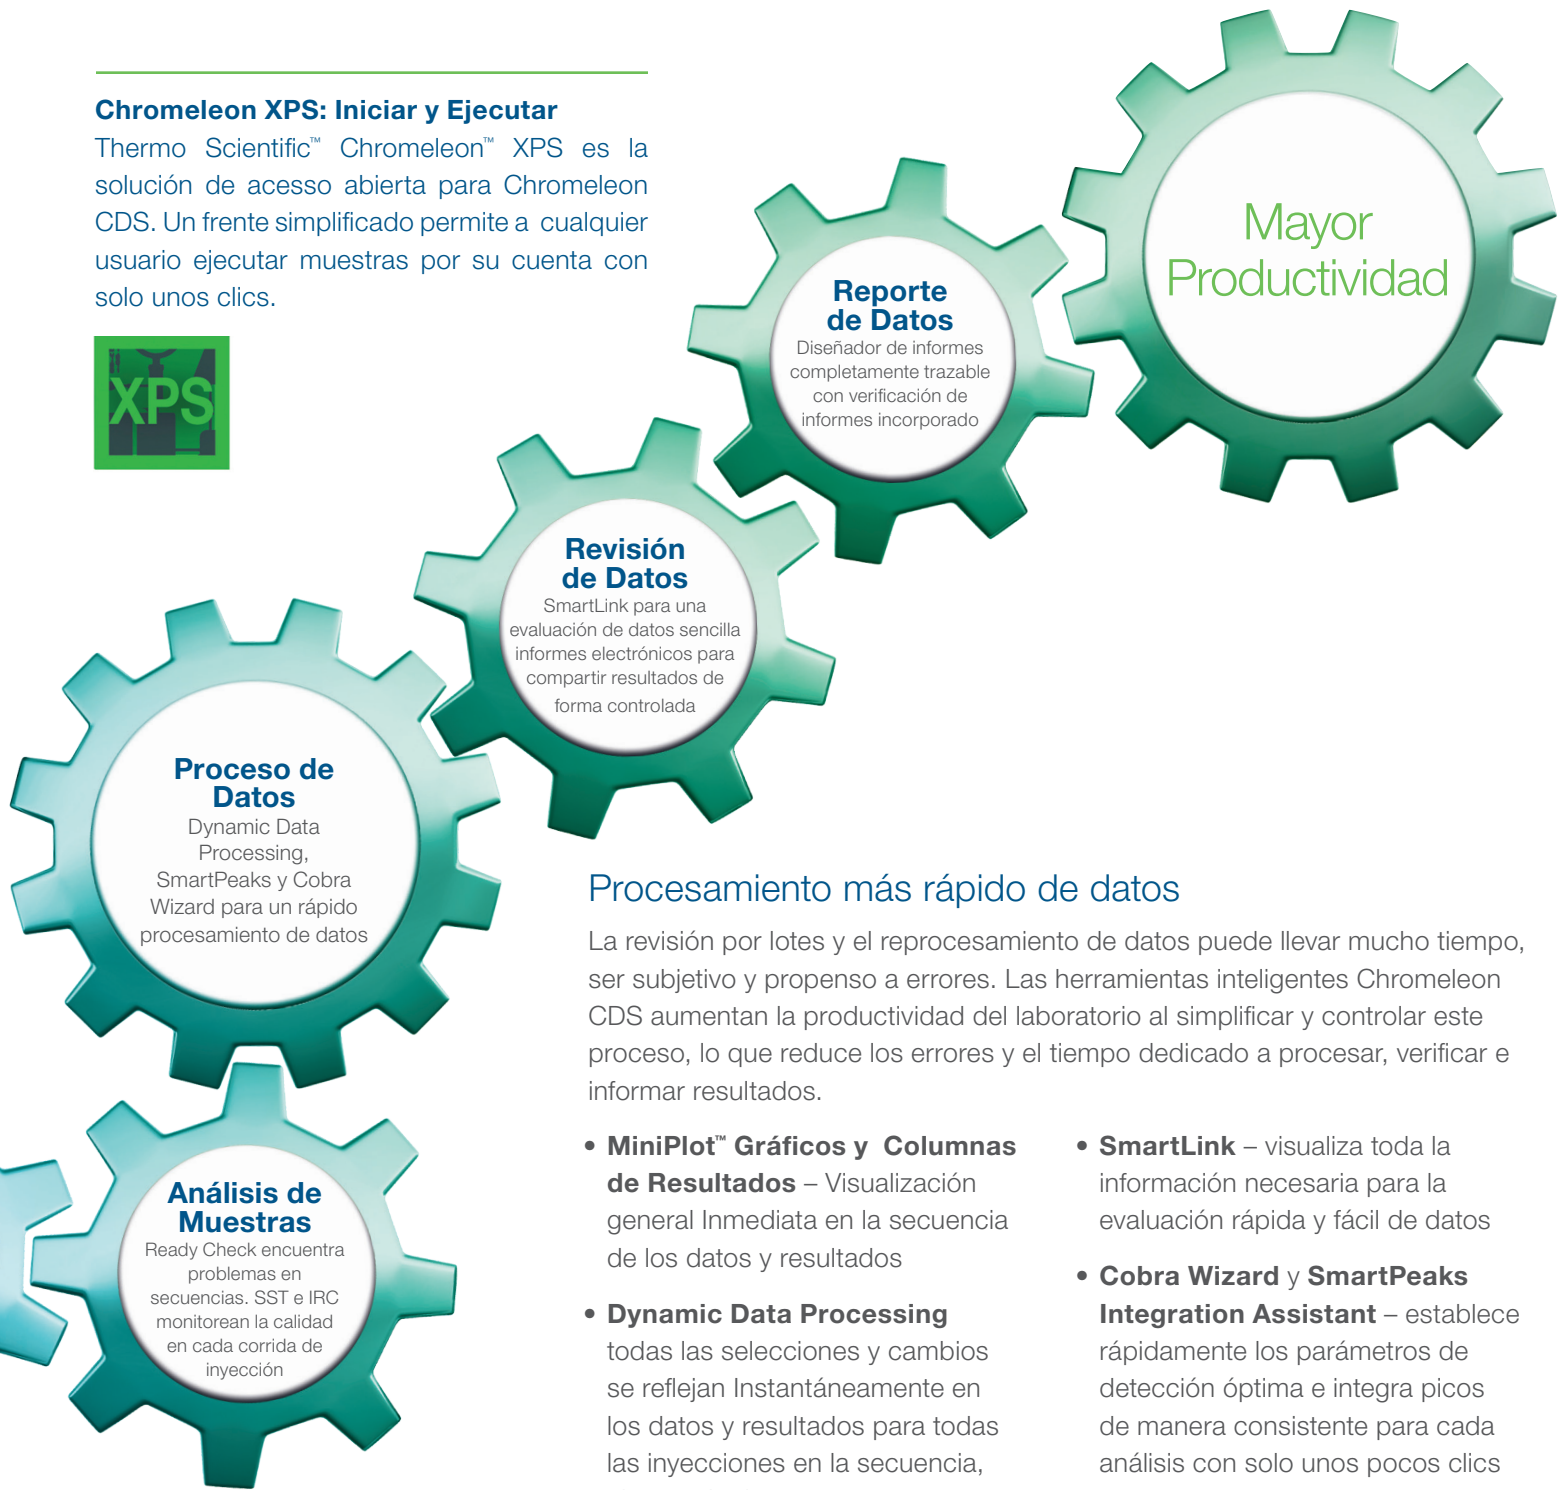 Chromeleon XPS: Iniciar y Ejecutar
Thermo Scientific™ Chromeleon™ XPS es la
solución de acesso abierta para Chromeleon
CDS. Un frente simplificado permite a cualquier
usuario ejecutar muestras por su cuenta con
solo unos clics.
XPS
Mayor
Productividad
Reporte
de Datos
Diseñador de informes
completamente trazable
con verificación de
informes incorporado
Revisión
de Datos
SmartLink para una
evaluación de datos sencilla
informes electrónicos para
compartir resultados de
forma controlada
Proceso de
Datos
Dynamic Data
Processing,
SmartPeaks y Cobra
Wizard para un rápido
procesamiento de datos
Análisis de
Muestras
Ready Check encuentra
problemas en
secuencias. SST e IRC
monitorean la calidad
en cada corrida de
inyección
Procesamiento más rápido de datos
La revisión por lotes y el reprocesamiento de datos puede llevar mucho tiempo,
ser subjetivo y propenso a errores. Las herramientas inteligentes Chromeleon
CDS aumentan la productividad del laboratorio al simplificar y controlar este
proceso, lo que reduce los errores y el tiempo dedicado a procesar, verificar e
informar resultados.
• MiniPlot™ Gráficos y Columnas
de Resultados – Visualización
general Inmediata en la secuencia
de los datos y resultados
• Dynamic Data Processing
todas las selecciones y cambios
se reflejan Instantáneamente en
los datos y resultados para todas
las inyecciones en la secuencia,
• SmartLink – visualiza toda la
información necesaria para la
evaluación rápida y fácil de datos
• Cobra Wizard y SmartPeaks
Integration Assistant – establece
rápidamente los parámetros de
detección óptima e integra picos
de manera consistente para cada
análisis con solo unos pocos clics